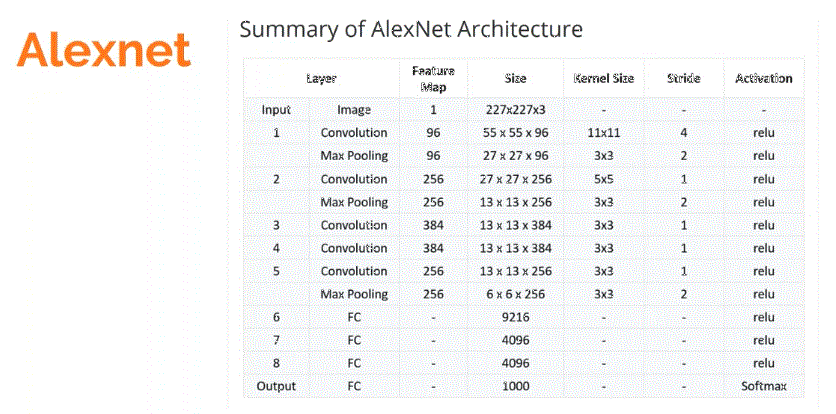 Alexnet
Summary of AlexNet Architecture
Layer Feature Map Size Kernel Size Stride Activation
Input Image 1 227x227x3 - - -
1 Convolution 96 55 x 55 x 96 11x11 4 relu
Max Pooling 96 27 x 27 x 96 3x3 2 relu
2 Convolution 256 27 x 27 x 256 5x5 1 relu
Max Pooling 256 13 x 13 x 256 3x3 2 relu
3 Convolution 384 13 x 13 x 384 3x3 1 relu
4 Convolution 384 13 x 13 x 384 3x3 1 relu
5 Convolution 256 13 x 13 x 256 3x3 1 relu
Max Pooling 256 6 x 6 x 256 3x3 2 relu
6 FC - 9216 - - relu
7 FC - 4096 - - relu
8 FC - 4096 - - relu
Output FC - 1000 - - Softmax